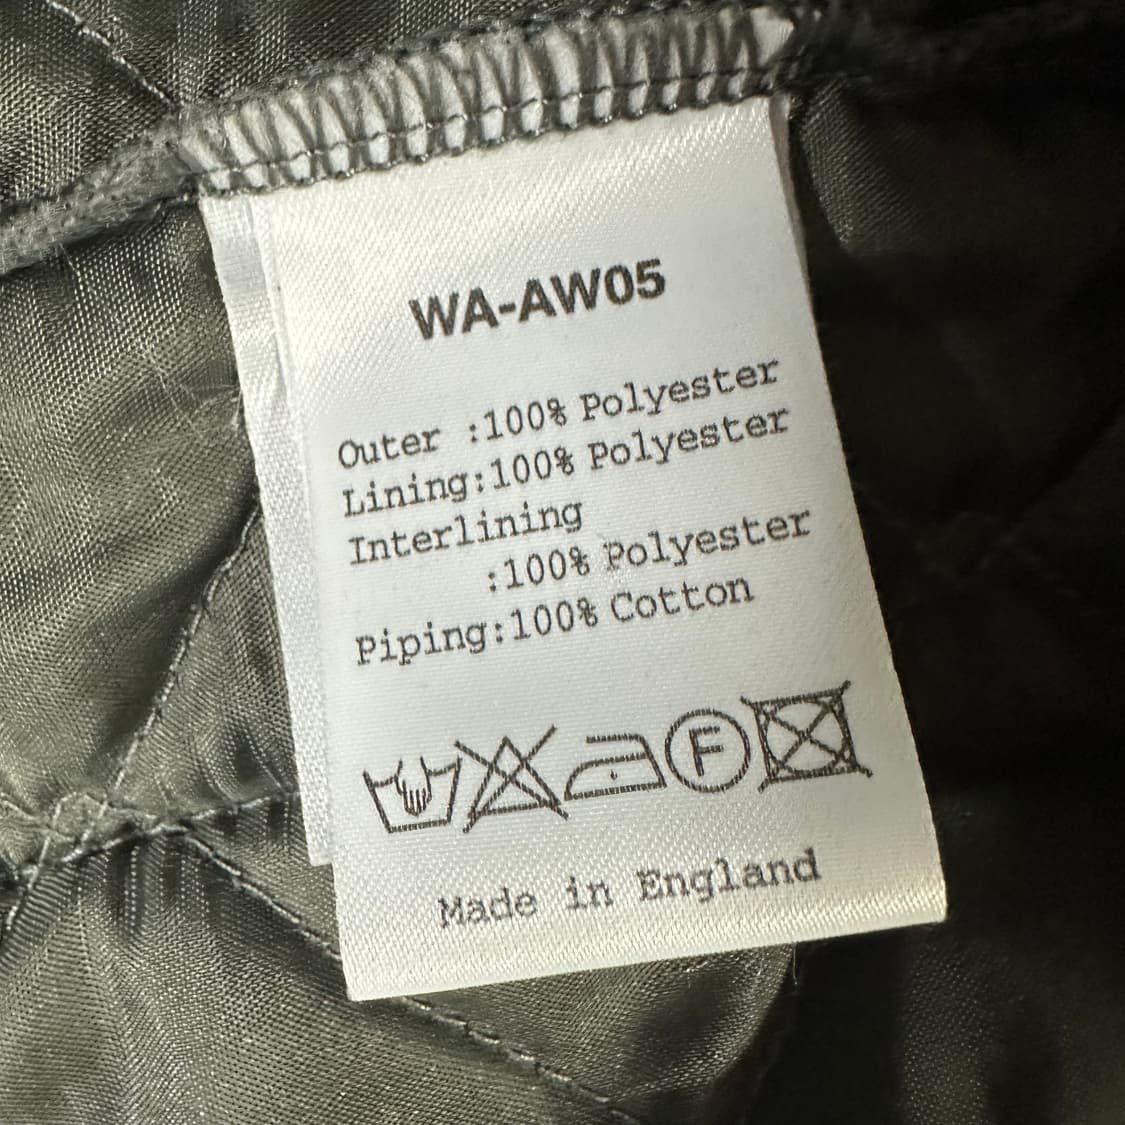 WA-AW05
Outer :100% Polyester
Lining:100% Polyester
Interlining
:100% Polyester
Piping:100% Cotton
F
Made in England